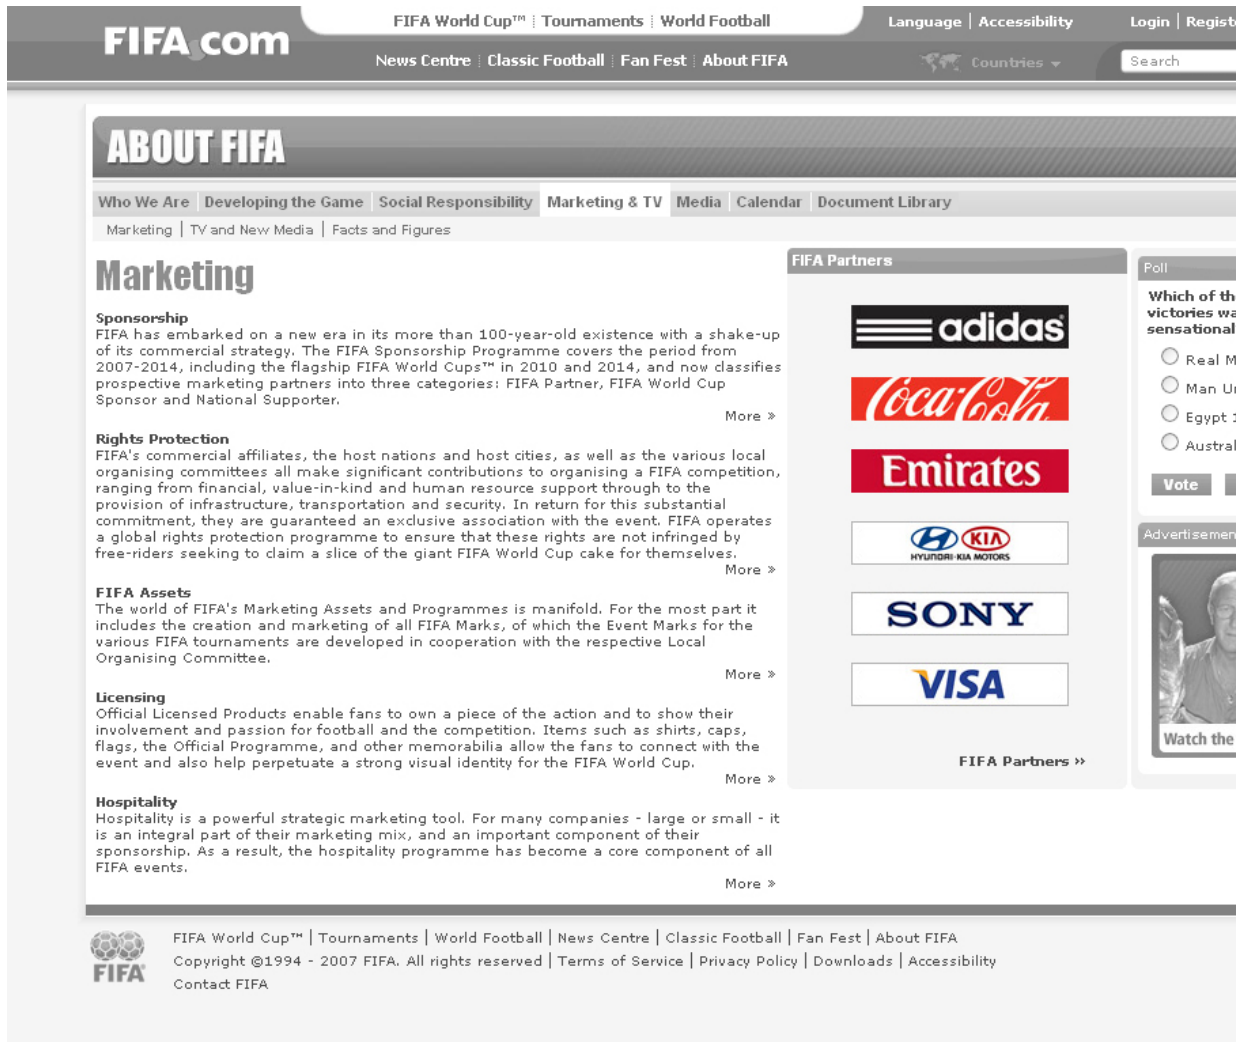 FIFA.com
FIFA World Cup™ | Tournaments | World Football
Language | Accessibility
Login |
News Centre | Classic Football | Fan Fest | About FIFA
Countries
Search
ABOUT FIFA
Who We Are | Developing the Game | Social Responsibility | Marketing & TV | Media | Calendar | Document Library
Marketing | TV and New Media | Facts and Figures
Marketing
Sponsorship
FIFA has embarked on a new era in its more than 100-year-old existence with a shake-up
of its commercial strategy. The FIFA Sponsorship Programme covers the period from
2007-2014, including the flagship FIFA World Cups™ in 2010 and 2014, and now classifies
prospective marketing partners into three categories: FIFA Partner, FIFA World Cup
Sponsor and National Supporter.
More »
Rights Protection
FIFA's commercial affiliates, the host nations and host cities, as well as the various local
organising committees all make significant contributions to organising a FIFA competition,
ranging from financial, value-in-kind and human resource support through to the
provision of infrastructure, transportation and security. In return for this substantial
commitment, they are guaranteed an exclusive association with the event. FIFA operates
a global rights protection programme to ensure that these rights are not infringed by
free-riders seeking to claim a slice of the giant FIFA World Cup cake for themselves.
More »
FIFA Assets
The world of FIFA's Marketing Assets and Programmes is manifold. For the most part it
includes the creation and marketing of all FIFA Marks, of which the Event Marks for the
various FIFA tournaments are developed in cooperation with the respective Local
Organising Committee.
More »
Licensing
Official Licensed Products enable fans to own a piece of the action and to show their
involvement and passion for football and the competition. Items such as shirts, caps,
flags, the Official Programme, and other memorabilia allow the fans to connect with the
event and also help perpetuate a strong visual identity for the FIFA World Cup.
More »
Hospitality
Hospitality is a powerful strategic marketing tool. For many companies - large or small - it
is an integral part of their marketing mix, and an important component of their
sponsorship. As a result, the hospitality programme has become a core component of all
FIFA events.
More »
FIFA Partners
adidas
Coca-Cola
Emirates
HYUNDAI KIA
HYUNDAI·KIA MOTORS
SONY
VISA
FIFA Partners »
Poll
Which of
victories
sensational
Real
Man
Egypt
Vote
Watch the
FIFA World Cup™ | Tournaments | World Football | News Centre | Classic Football | Fan Fest | About FIFA
FIFA
Copyright ©1994 - 2007 FIFA. All rights reserved | Terms of Service | Privacy Policy | Downloads | Accessibility
Contact FIFA